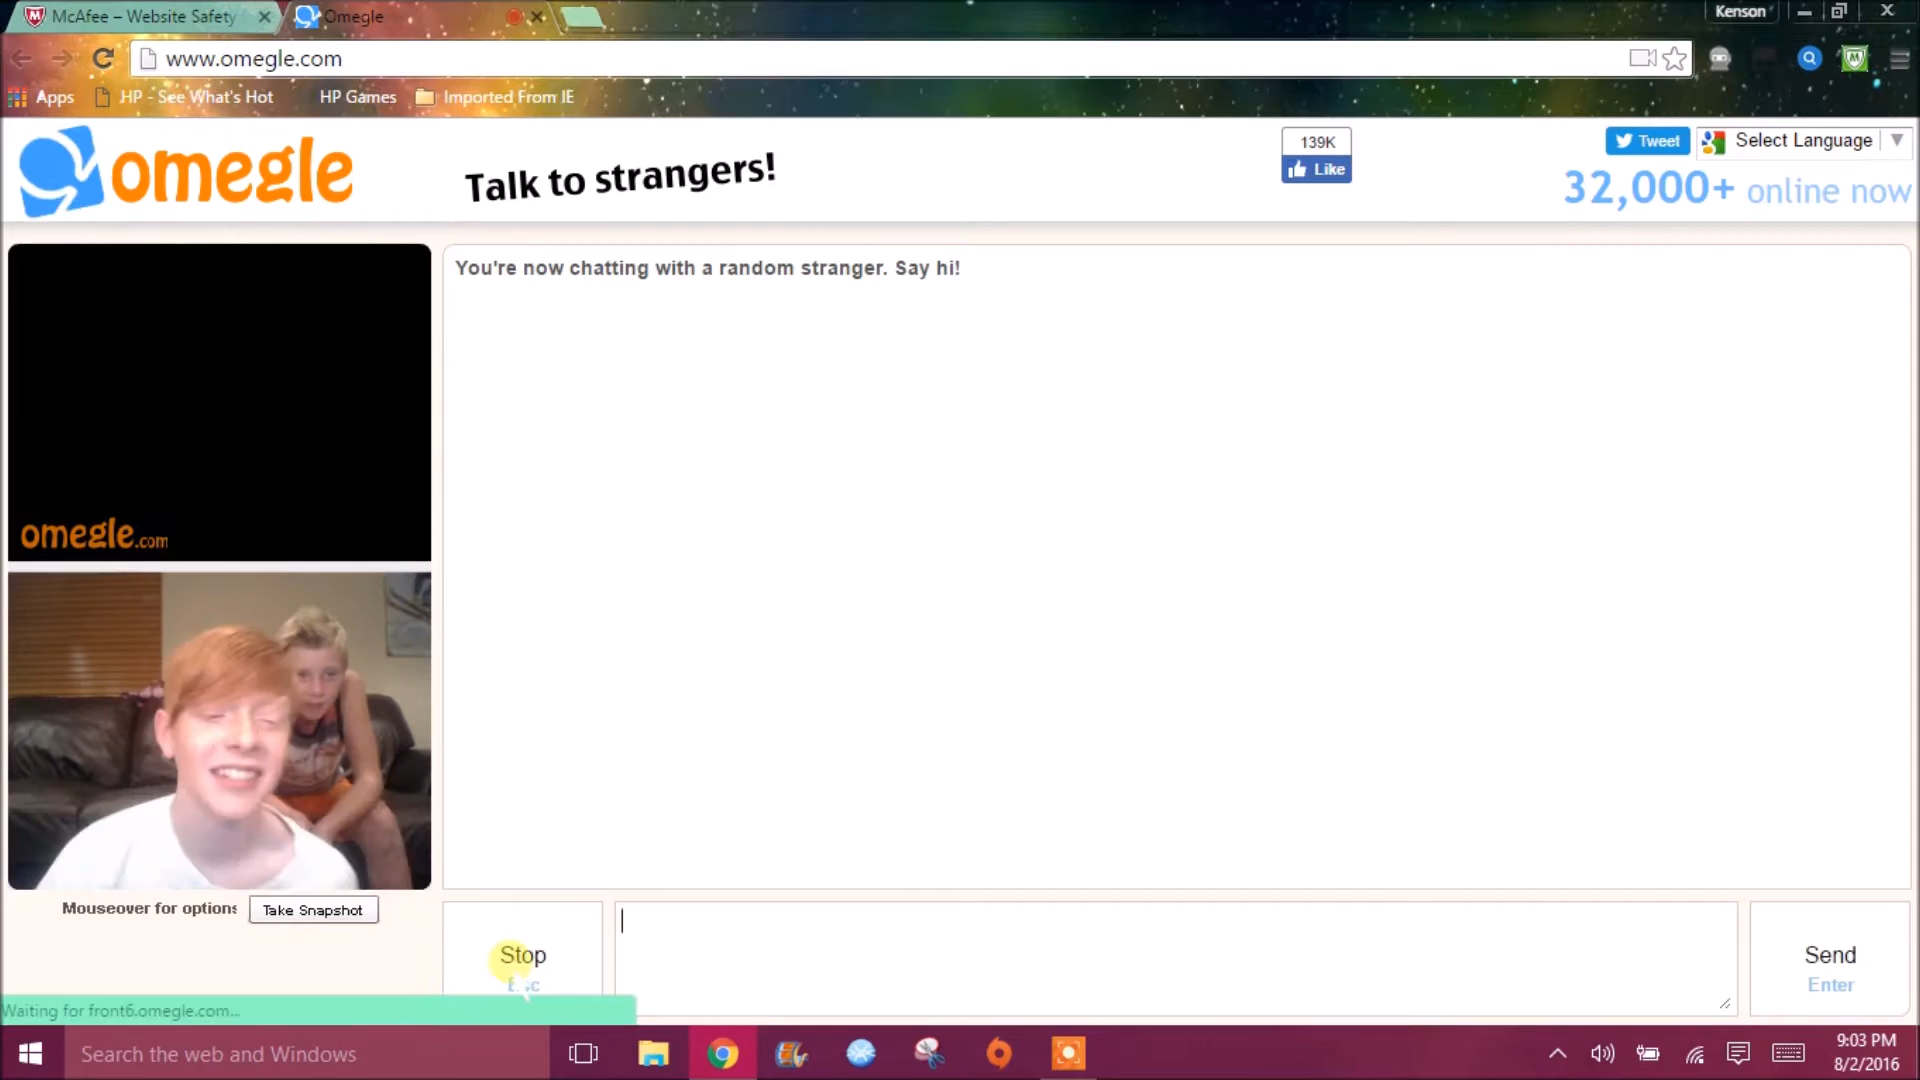 McAfee – Website Safety
Omegle
Kenson
www.omegle.com
Apps
HP - See What's Hot
HP Games
Imported From IE
omegle
Talk to strangers!
139K
Like
Tweet
Select Language
32,000+ online now
You're now chatting with a random stranger. Say hi!
omegle.com
Mouseover for options
Take Snapshot
Stop
Esc
Send
Enter
Waiting for front6.omegle.com...
Search the web and Windows
9:03 PM
8/2/2016